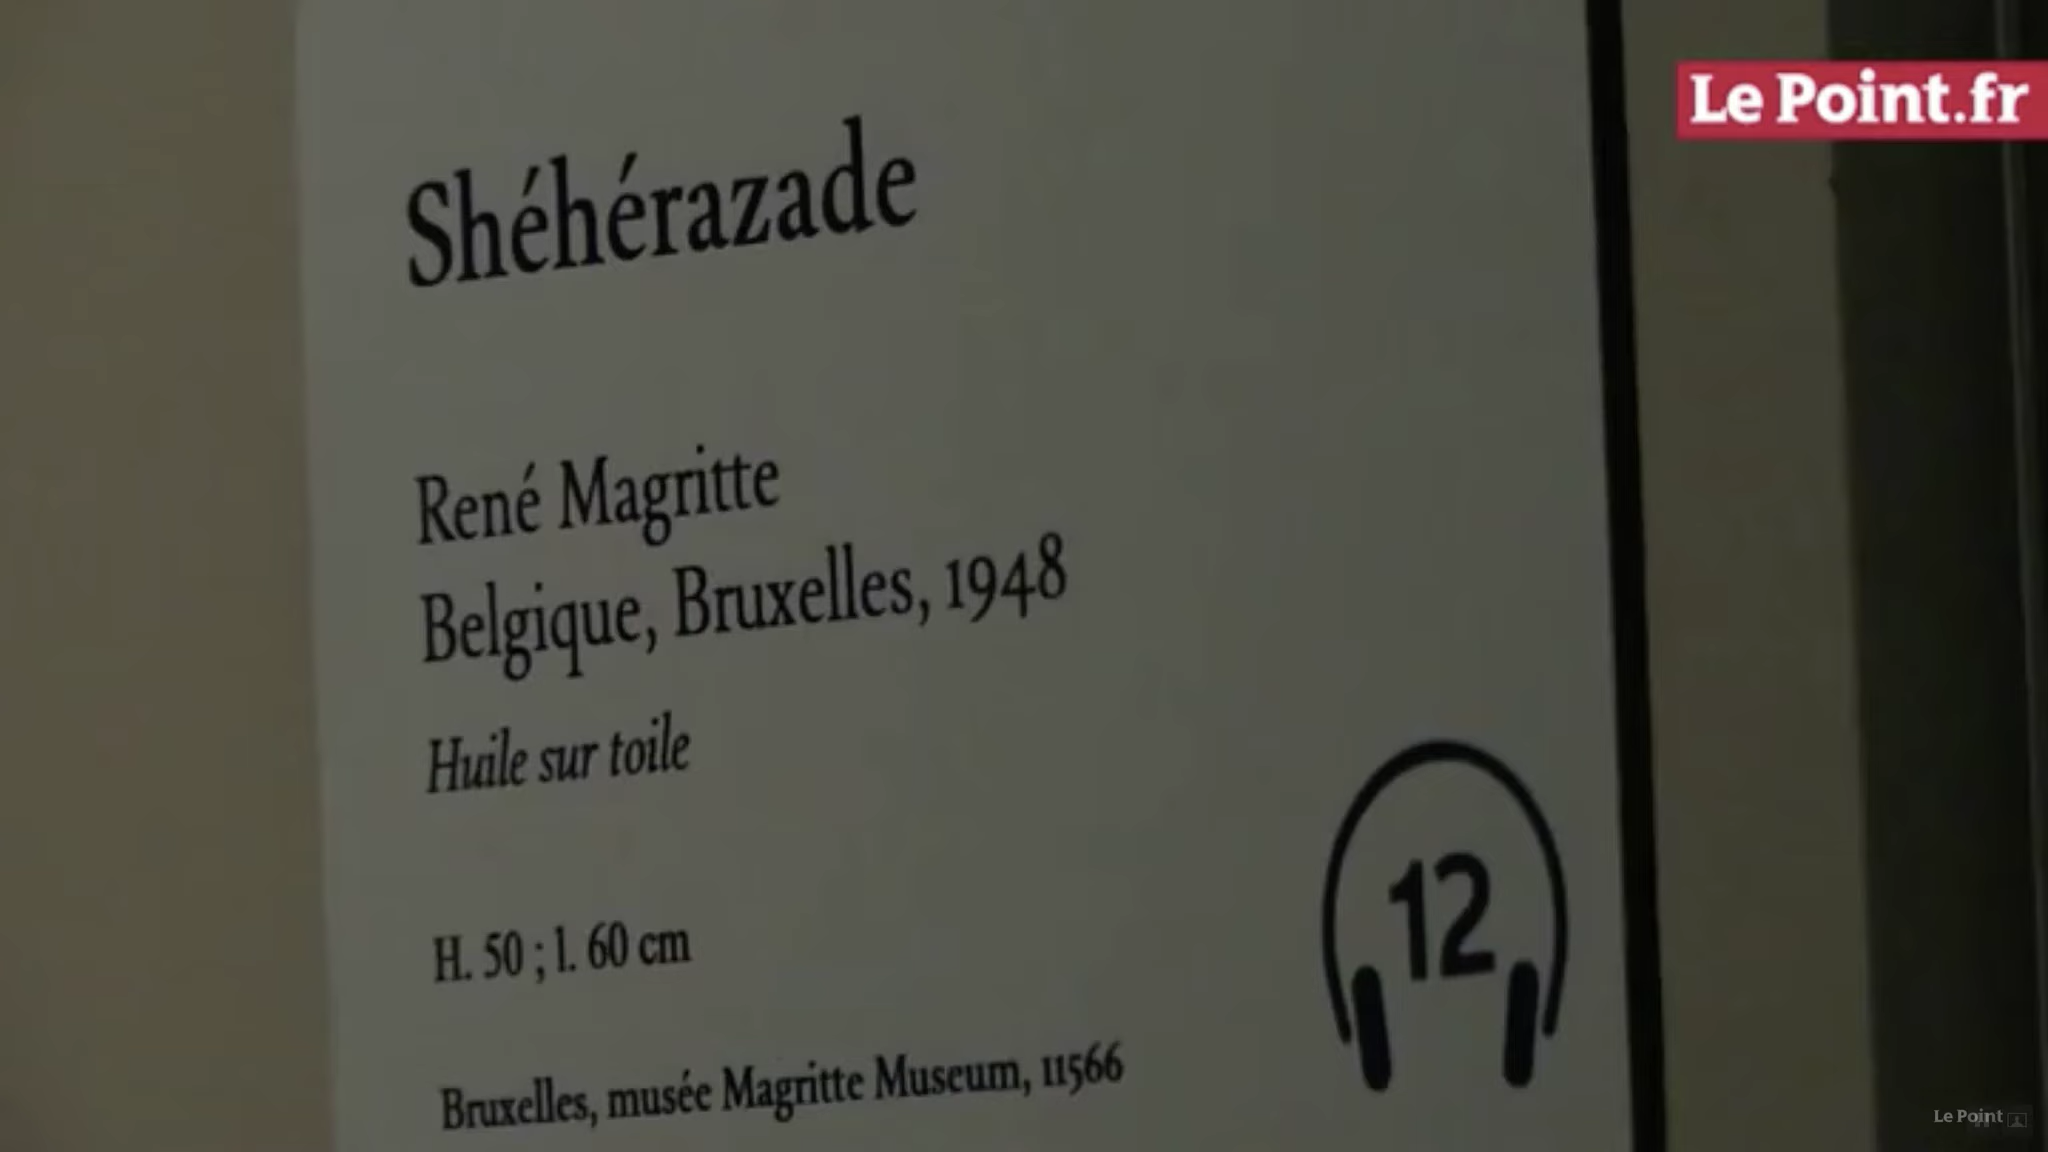 Le Point.fr
Shéhérazade
René Magritte
Belgique, Bruxelles, 1948
Huile sur toile
H. 50 ; l. 60 cm
12
Bruxelles, musée Magritte Museum, 11566
Le Point